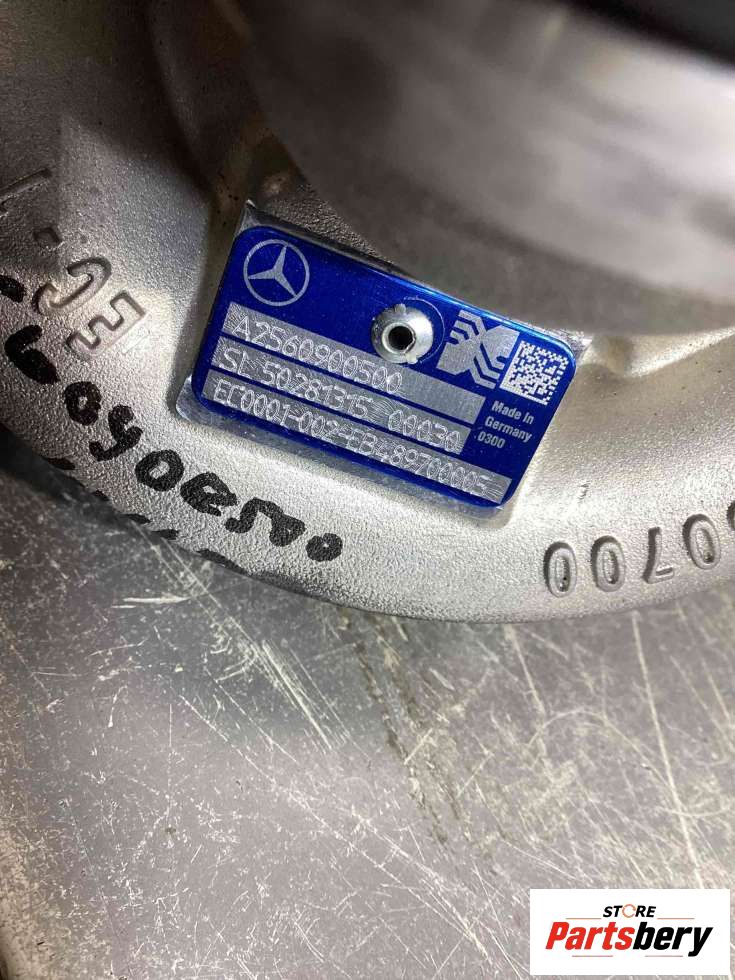 A2560900500
SL 50281315 00030
EC0001-002-EB489700005
Made in
Germany
.0300
0700
STORE
Partsbery